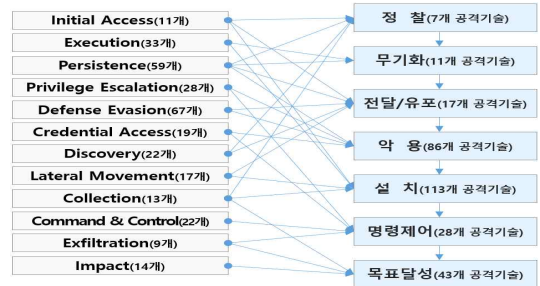 Initial Access(11개)
Execution(33개)
Persistence(59개)
Privilege Escalation(28개)
Defense Evasion(67개)
Credential Access(19개)
Discovery(22개)
Lateral Movement(17개)
Collection(13개)
Command & Control(22개)
Exfiltration(9개)
Impact(14개)
정 찰(7개 공격기술)
무기화(11개 공격기술)
전달/유포(17개 공격기술)
악 용(86개 공격기술)
설 치(113개 공격기술)
명령제어(28개 공격기술)
목표달성(43개 공격기술)